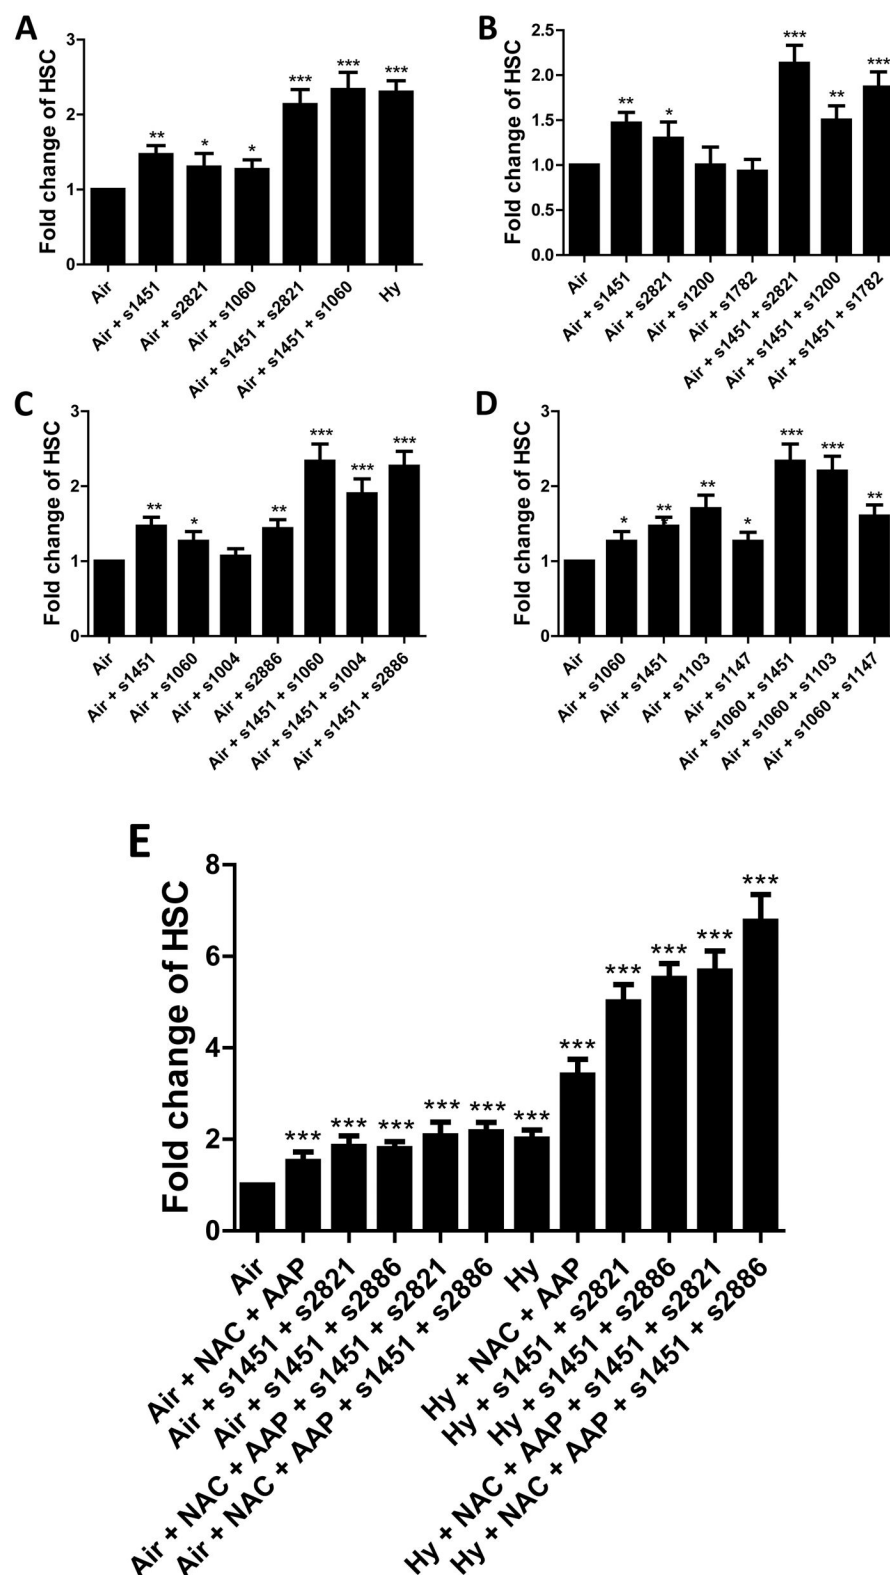 A
Fold change of HSC
3
2
1
0
** * * *** *** ***
Air
Air + s1451
Air + s2821
Air + s1060
Air + s1451 + s2821
Air + s1451 + s1060
Hy
B
Fold change of HSC
2.5
2.0
1.5
1.0
0.5
0.0
** * *** ** ***
Air
Air + s1451
Air + s2821
Air + s1200
Air + s1782
Air + s1451 + s2821
Air + s1451 + s1200
Air + s1451 + s1782
C
Fold change of HSC
3
2
1
0
** * ** *** *** ***
Air
Air + s1451
Air + s1060
Air + s1004
Air + s2886
Air + s1451 + s1060
Air + s1451 + s1004
Air + s1451 + s2886
D
Fold change of HSC
3
2
1
0
* ** ** * *** *** **
Air
Air + s1060
Air + s1451
Air + s1103
Air + s1147
Air + s1060 + s1451
Air + s1060 + s1103
Air + s1060 + s1147
E
Fold change of HSC
8
6
4
2
0
*** *** *** *** *** *** *** *** *** *** ***
Air
Air + NAC + AAP
Air + s1451 + s2821
Air + s1451 + s2886
Air + NAC + AAP + s1451 + s2821
Air + NAC + AAP + s1451 + s2886
Hy
Hy + NAC + AAP
Hy + s1451 + s2821
Hy + s1451 + s2886
Hy + NAC + AAP + s1451 + s2821
Hy + NAC + AAP + s1451 + s2886